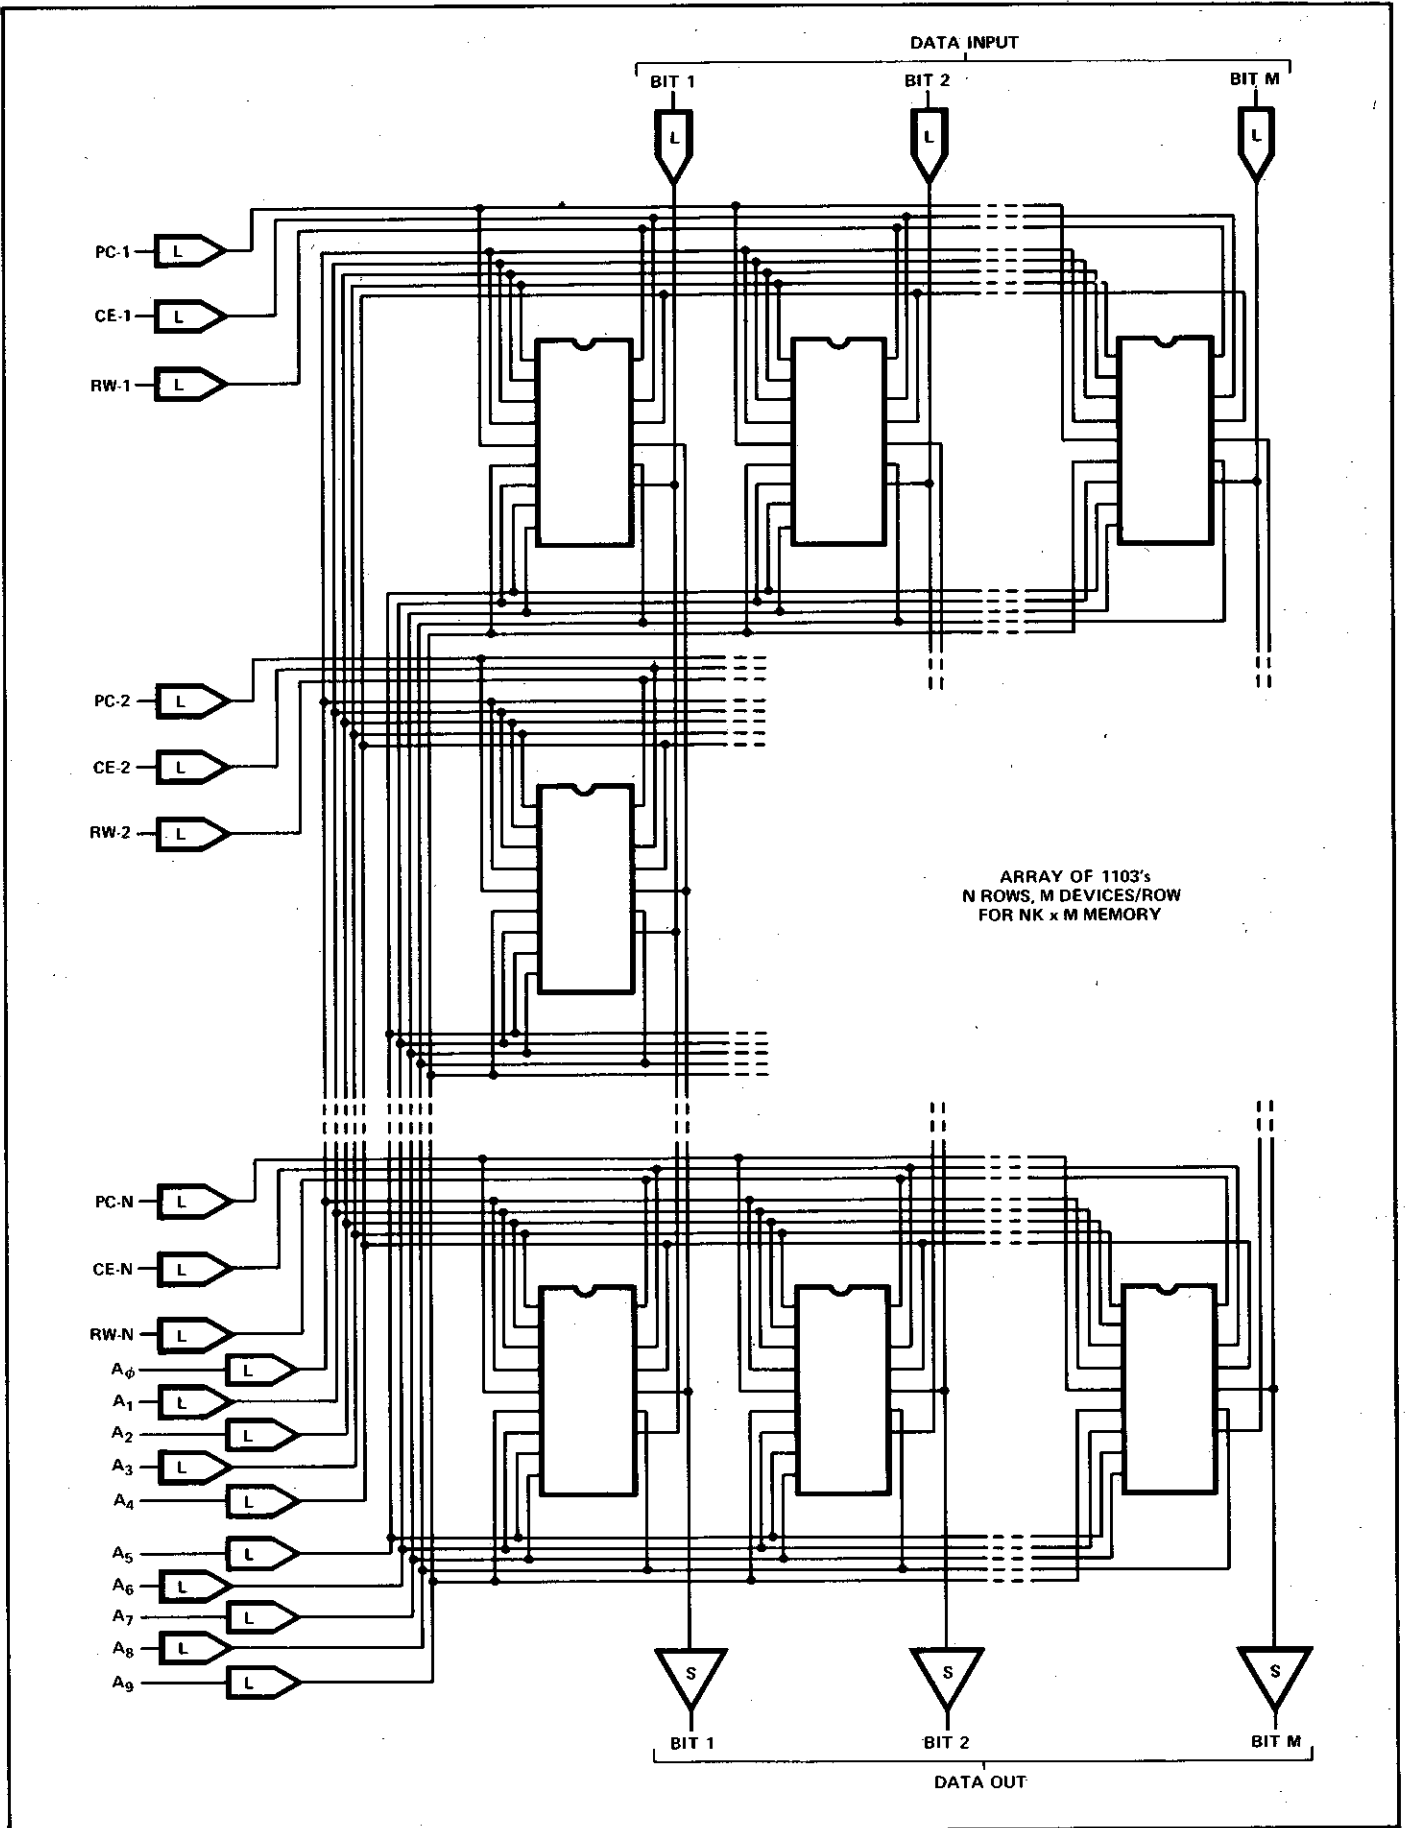 DATA INPUT
BIT 1 BIT 2 BIT M
L L L
PC-1 L
CE-1 L
RW-1 L
PC-2 L
CE-2 L
RW-2 L
ARRAY OF 1103's
N ROWS, M DEVICES/ROW
FOR NK x M MEMORY
PC-N L
CE-N L
RW-N L
Aϕ L
A1 L
A2 L
A3 L
A4 L
A5 L
A6 L
A7 L
A8 L
A9 L
S S S
BIT 1 BIT 2 BIT M
DATA OUT